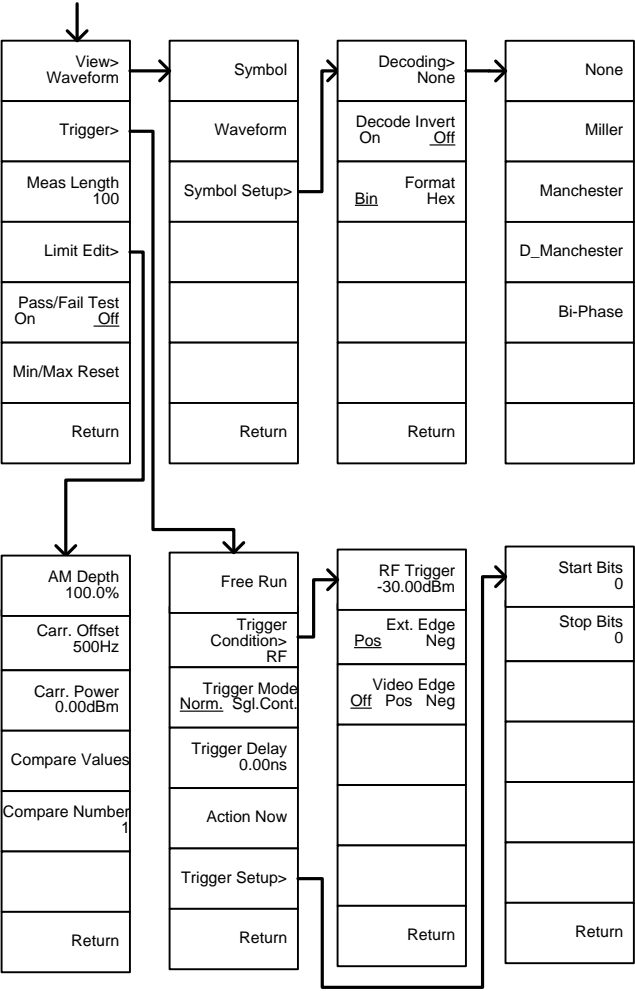 View>
Waveform
Trigger>
Meas Length
100
Limit Edit>
Pass/Fail Test
On Off
Min/Max Reset
Return
Symbol
Waveform
Symbol Setup>
Return
Decoding>
None
Decode Invert
On Off
Format
Bin Hex
Return
None
Miller
Manchester
D_Manchester
Bi-Phase
AM Depth
100.0%
Carr. Offset
500Hz
Carr. Power
0.00dBm
Compare Values
Compare Number
1
Return
Free Run
Trigger
Condition>
RF
Trigger Mode
Norm. Sgl.Cont.
Trigger Delay
0.00ns
Action Now
Trigger Setup>
Return
RF Trigger
-30.00dBm
Ext. Edge
Pos Neg
Video Edge
Off Pos Neg
Return
Start Bits
0
Stop Bits
0
Return